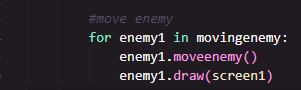 #move enemy
for enemy1 in movingenemy:
    enemy1.moveenemy()
    enemy1.draw(screen1)